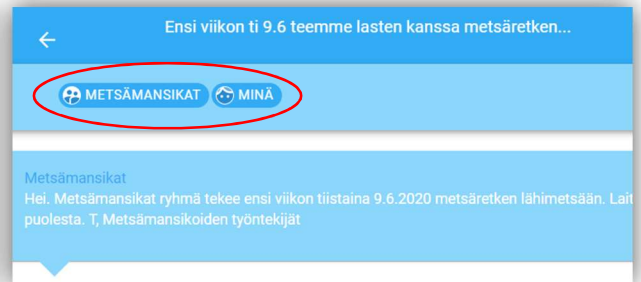 Ensi viikon ti 9.6 teemme lasten kanssa metsäretken...
METSÄMANSIKAT MINÄ
Metsämansikat
Hei. Metsämansikat ryhmä tekee ensi viikon tiistaina 9.6.2020 metsäretken lähimetsään. Lait
puolesta. T, Metsämansikoiden työntekijät